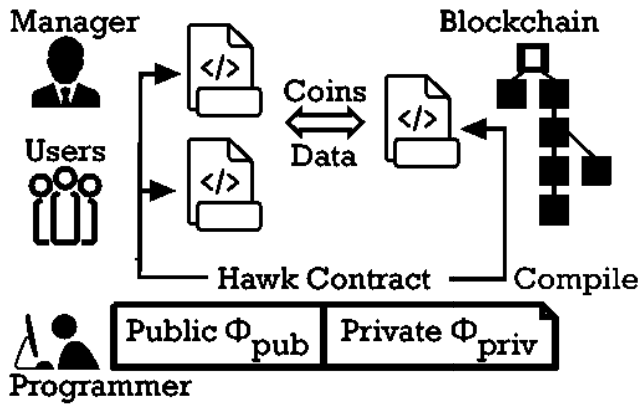 Manager
Blockchain
</>
Coins
</>
Data
Users
</>
Hawk Contract
Compile
Public Φpub
Private Φpriv
Programmer